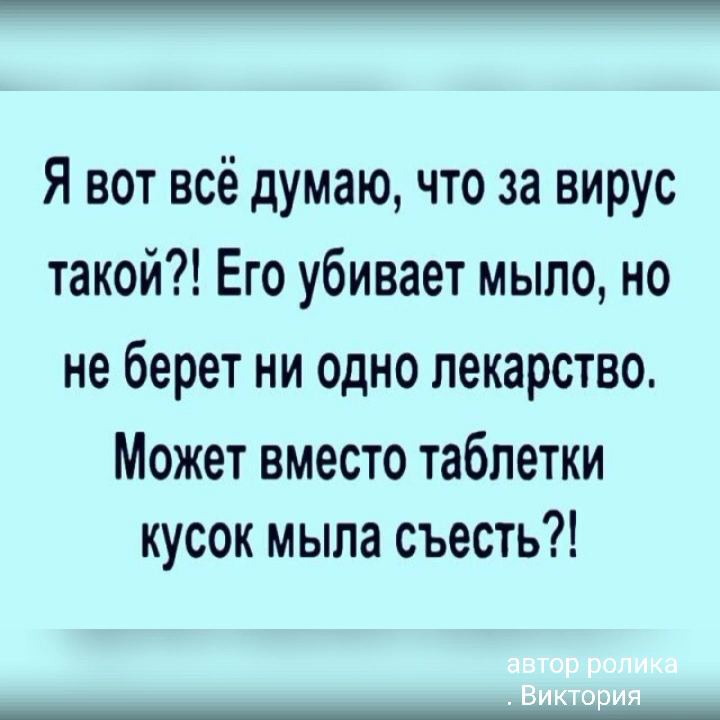 Я вот всё думаю, что за вирус
такой?! Его убивает мыло, но
не берет ни одно лекарство.
Может вместо таблетки
кусок мыла съесть?!
автор ролика
. Виктория